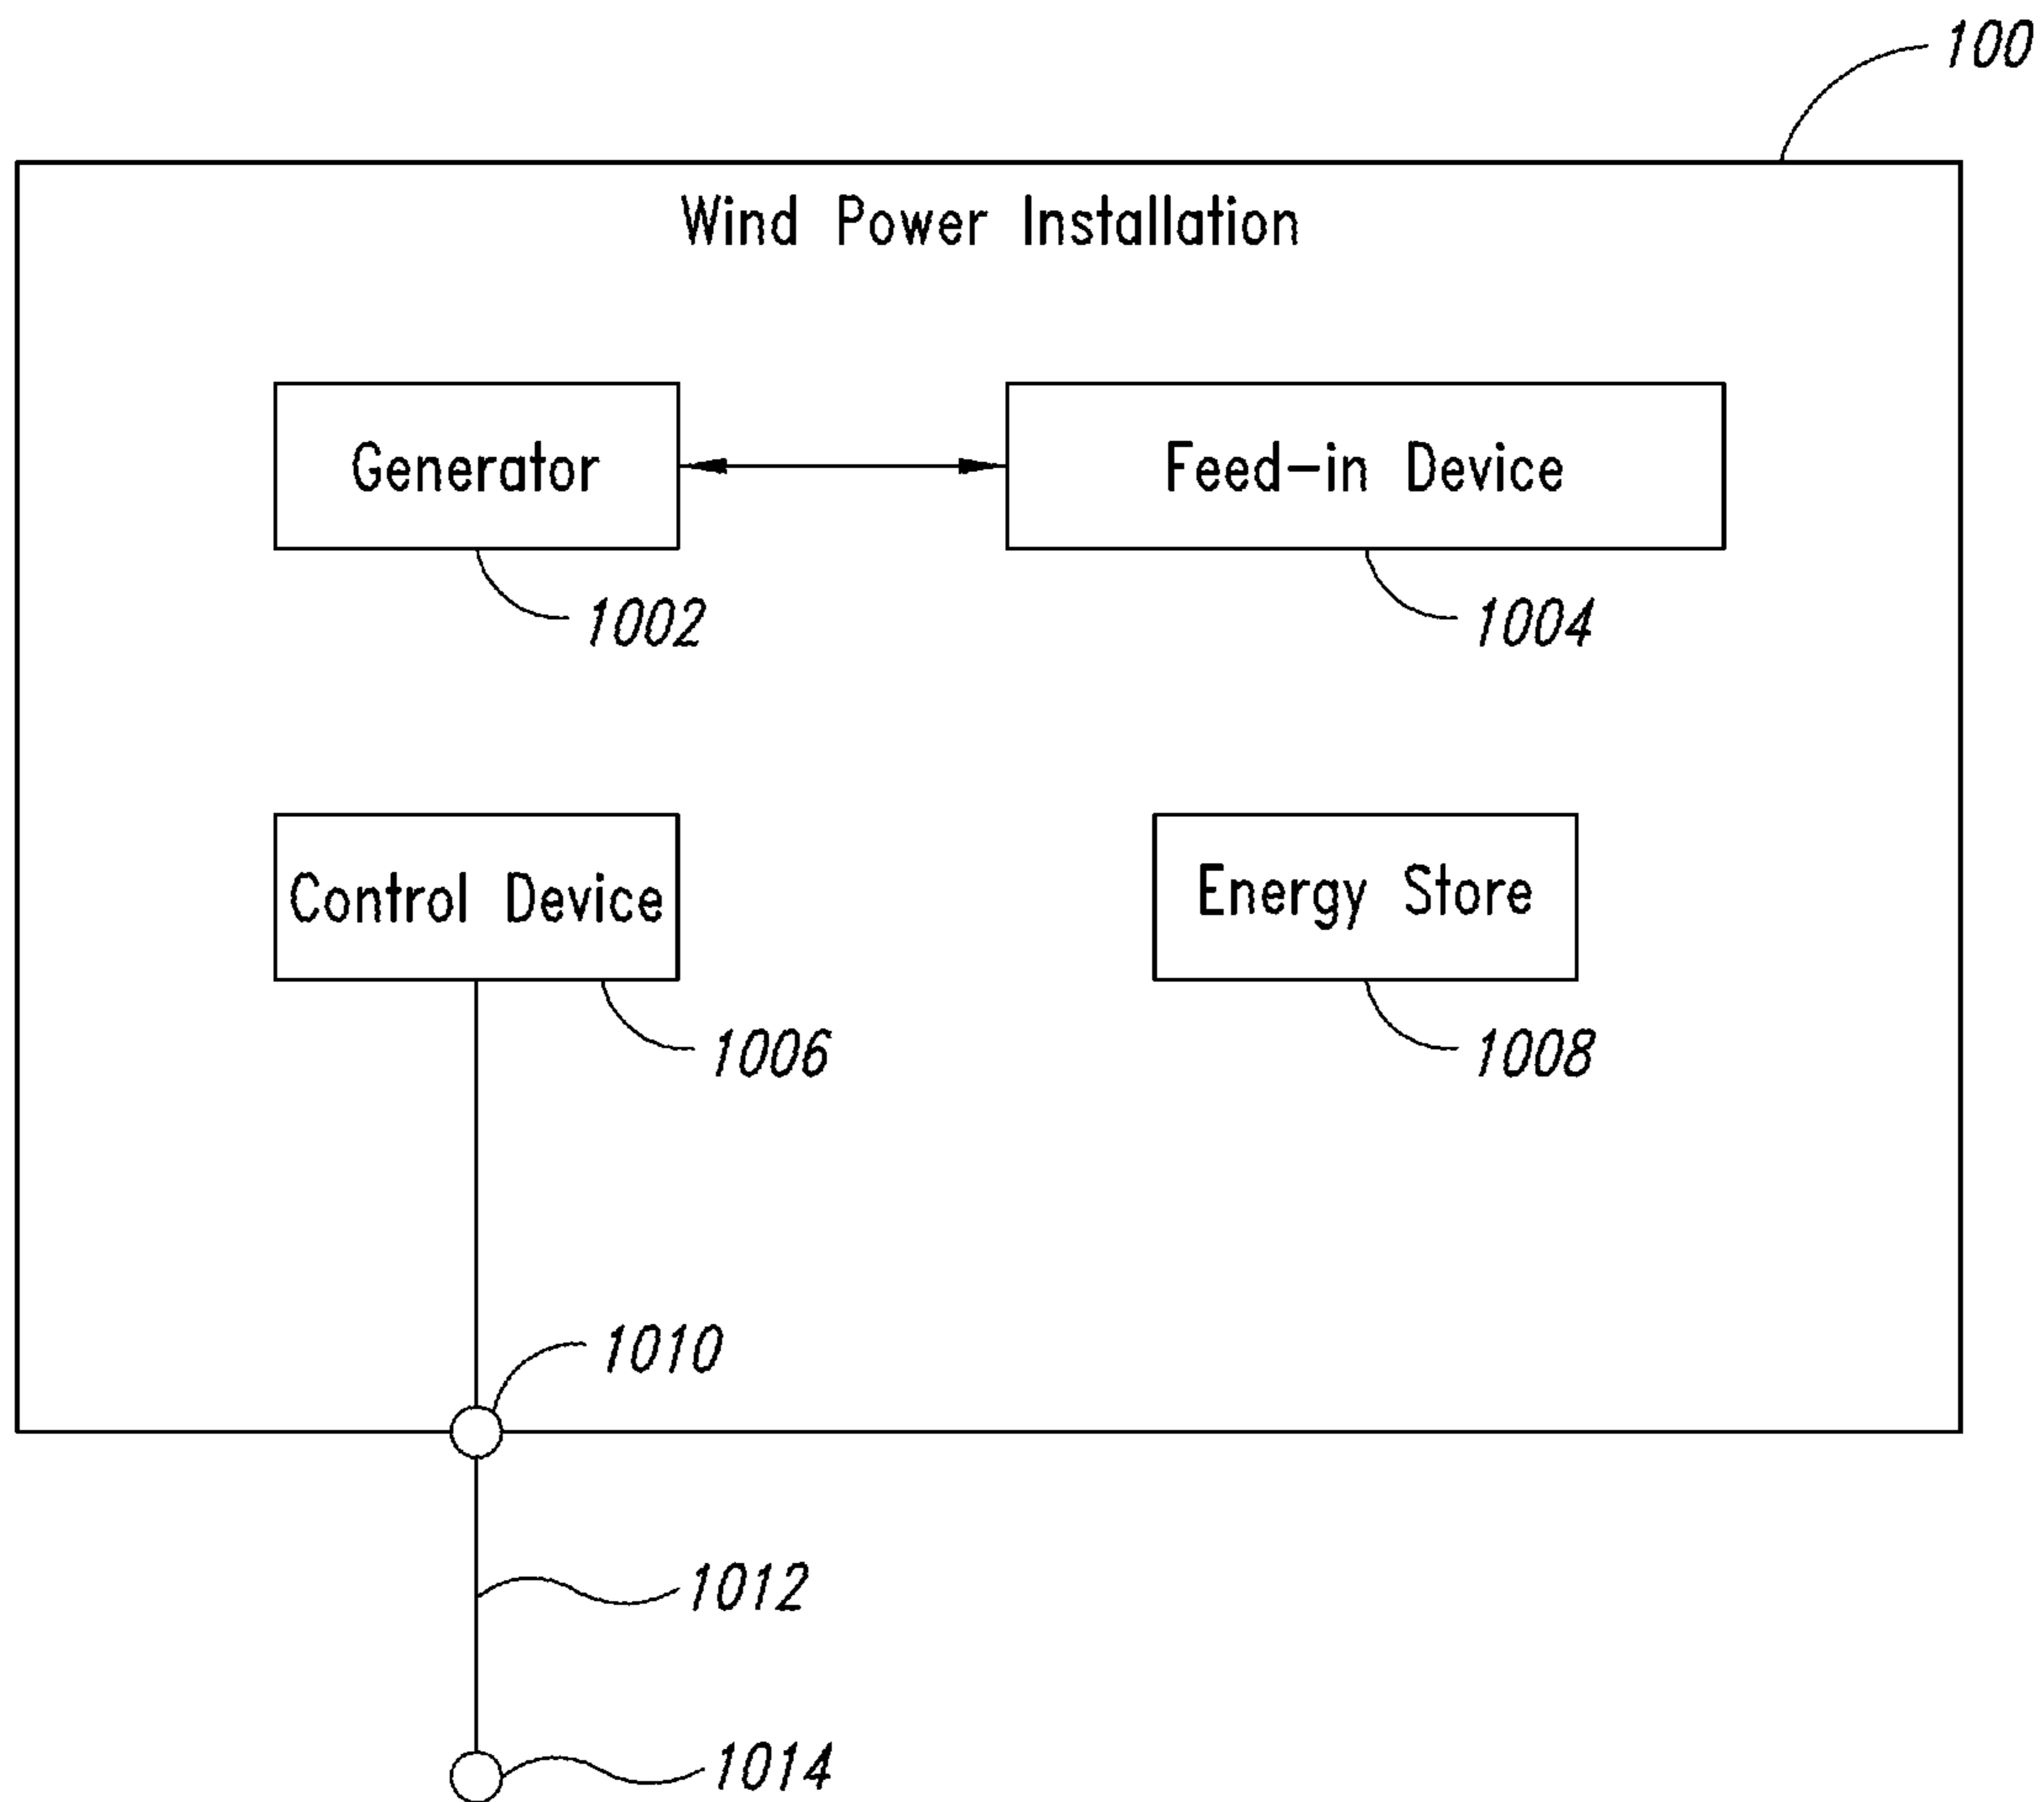 100
Wind Power Installation
Generator
Feed-in Device
1002
1004
Control Device
Energy Store
1006
1008
1010
1012
1014